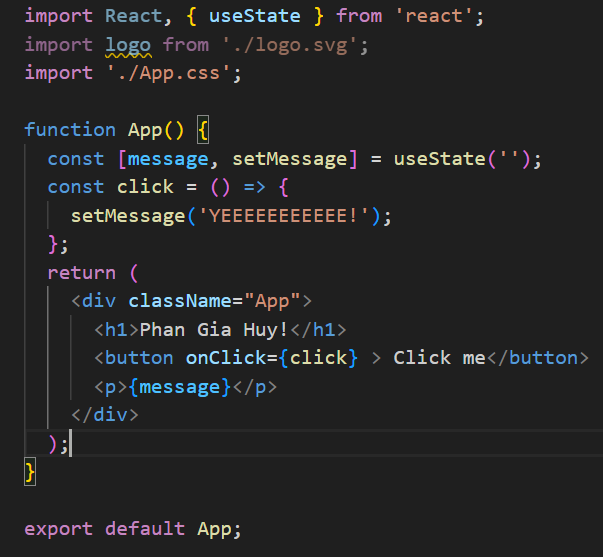 import React, { useState } from 'react';
import logo from './logo.svg';
import './App.css';

function App() {
  const [message, setMessage] = useState('');
  const click = () => {
    setMessage('YEEEEEEEEEEE!');
  };
  return (
    <div className="App">
      <h1>Phan Gia Huy!</h1>
      <button onClick={click} > Click me</button>
      <p>{message}</p>
    </div>
  );
}

export default App;